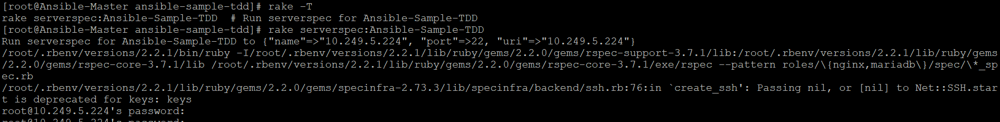 [root@Ansible-Master ansible-sample-tdd]# rake -T
rake serverspec:Ansible-Sample-TDD  # Run serverspec for Ansible-Sample-TDD
[root@Ansible-Master ansible-sample-tdd]# rake serverspec:Ansible-Sample-TDD
Run serverspec for Ansible-Sample-TDD to {"name"=>"10.249.5.224", "port"=>22, "uri"=>"10.249.5.224"}
/root/.rbenv/versions/2.2.1/bin/ruby -I/root/.rbenv/versions/2.2.1/lib/ruby/gems/2.2.0/gems/rspec-support-3.7.1/lib:/root/.rbenv/versions/2.2.1/lib/ruby/gems
/2.2.0/gems/rspec-core-3.7.1/lib /root/.rbenv/versions/2.2.1/lib/ruby/gems/2.2.0/gems/rspec-core-3.7.1/exe/rspec --pattern roles/\{nginx,mariadb\}/spec/\*_sp
ec.rb
/root/.rbenv/versions/2.2.1/lib/ruby/gems/2.2.0/gems/specinfra-2.73.3/lib/specinfra/backend/ssh.rb:76:in `create_ssh': Passing nil, or [nil] to Net::SSH.star
t is deprecated for keys: keys
root@10.249.5.224's password:
root@10.249.5.224's password: